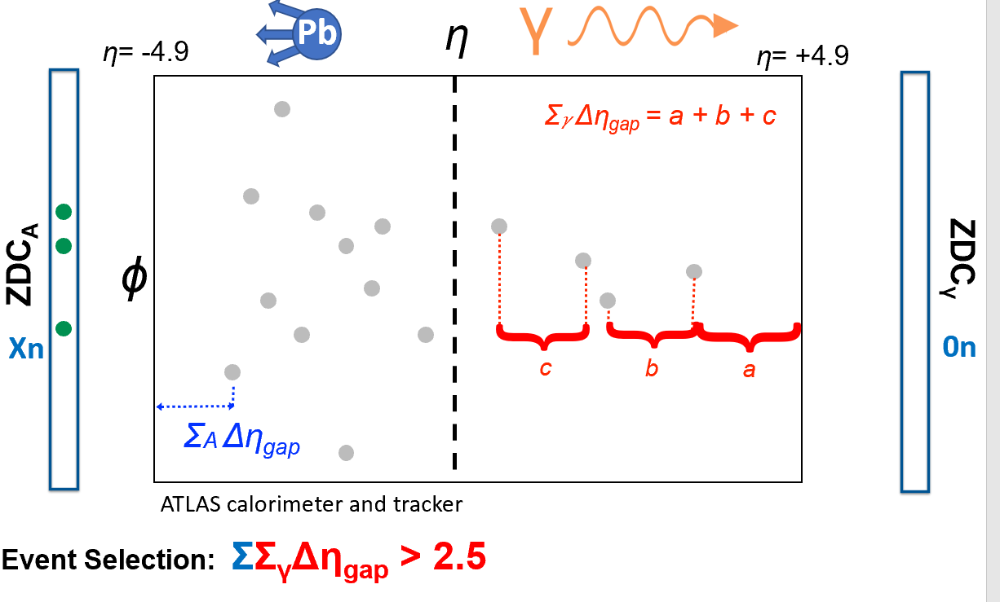 Pb
η
γ
η= -4.9
η= +4.9
Σγ Δηgap = a + b + c
ZDCA
Xn
ϕ
ZDCγ
0n
c
b
a
ΣA Δηgap
ATLAS calorimeter and tracker
Event Selection: ΣΣγΔηgap > 2.5